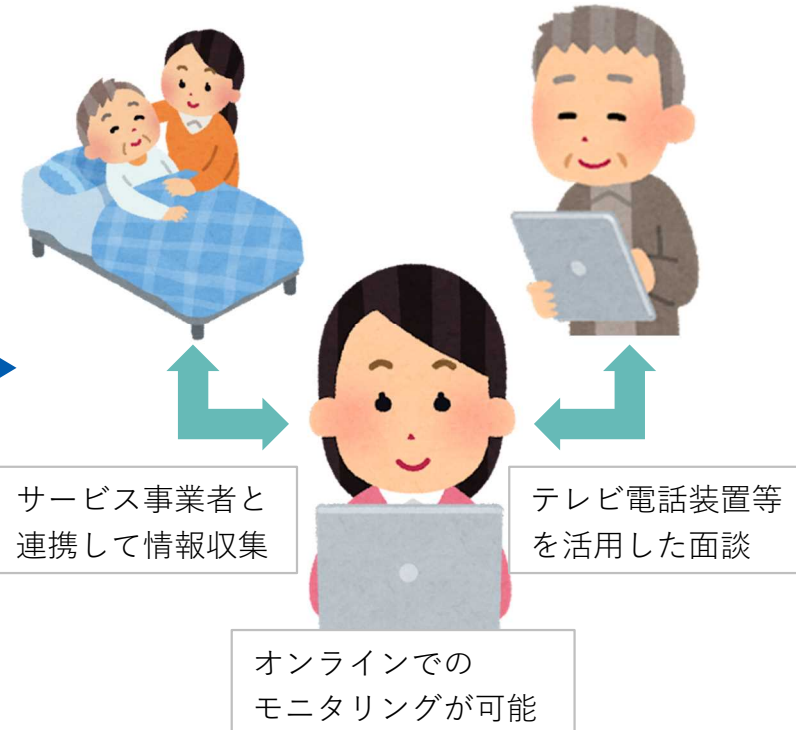 サービス事業者と
連携して情報収集
テレビ電話装置等
を活用した面談
オンラインでの
モニタリングが可能